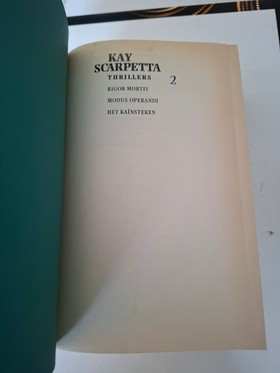 KAY
SCARPETTA
THRILLERS
2
RIGOR MORTIS
MODUS OPERANDI
HET KAÏNSTEKEN